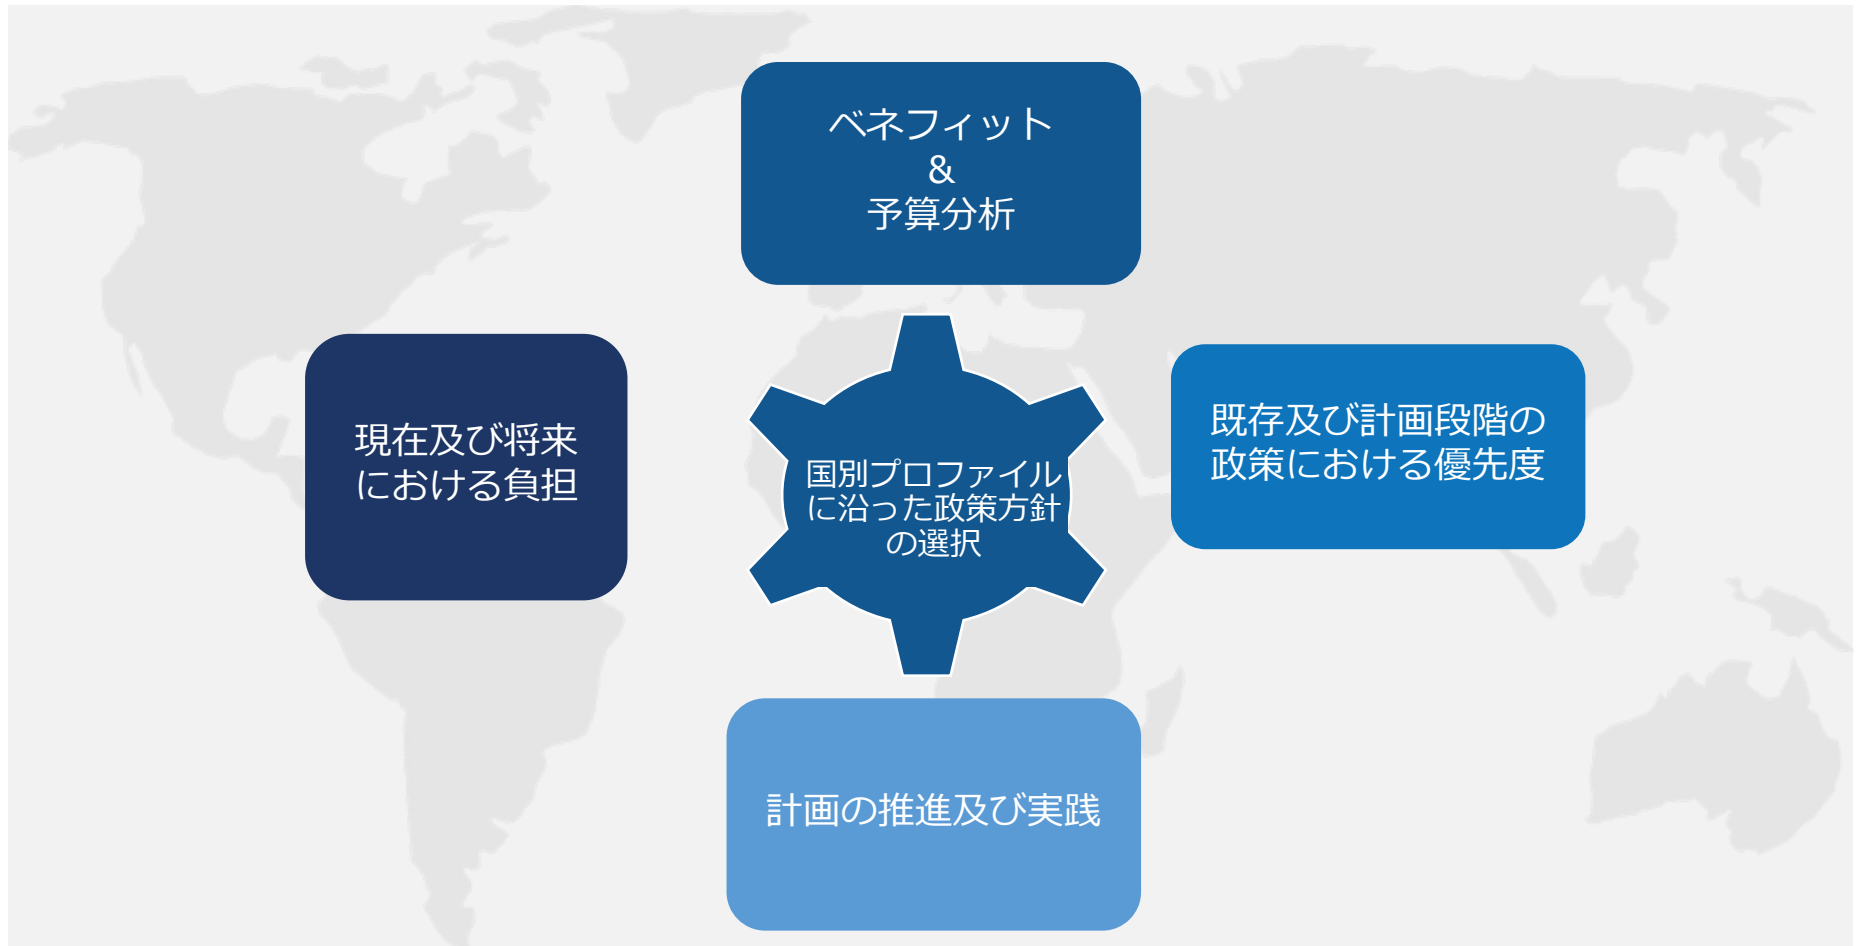 ベネフィット
&
予算分析
現在及び将来
における負担
国別プロファイル
に沿った政策方針
の選択
既存及び計画段階の
政策における優先度
計画の推進及び実践